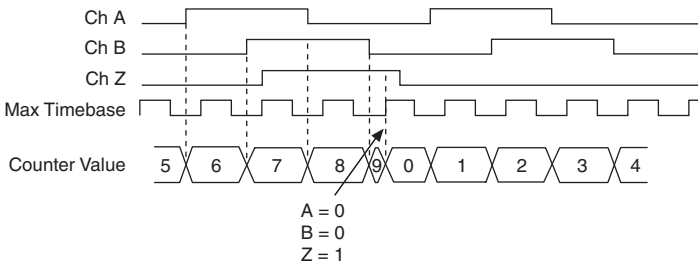 Ch A
Ch B
Ch Z
Max Timebase
Counter Value 5 6 7 8 9 0 1 2 3 4
A = 0
B = 0
Z = 1